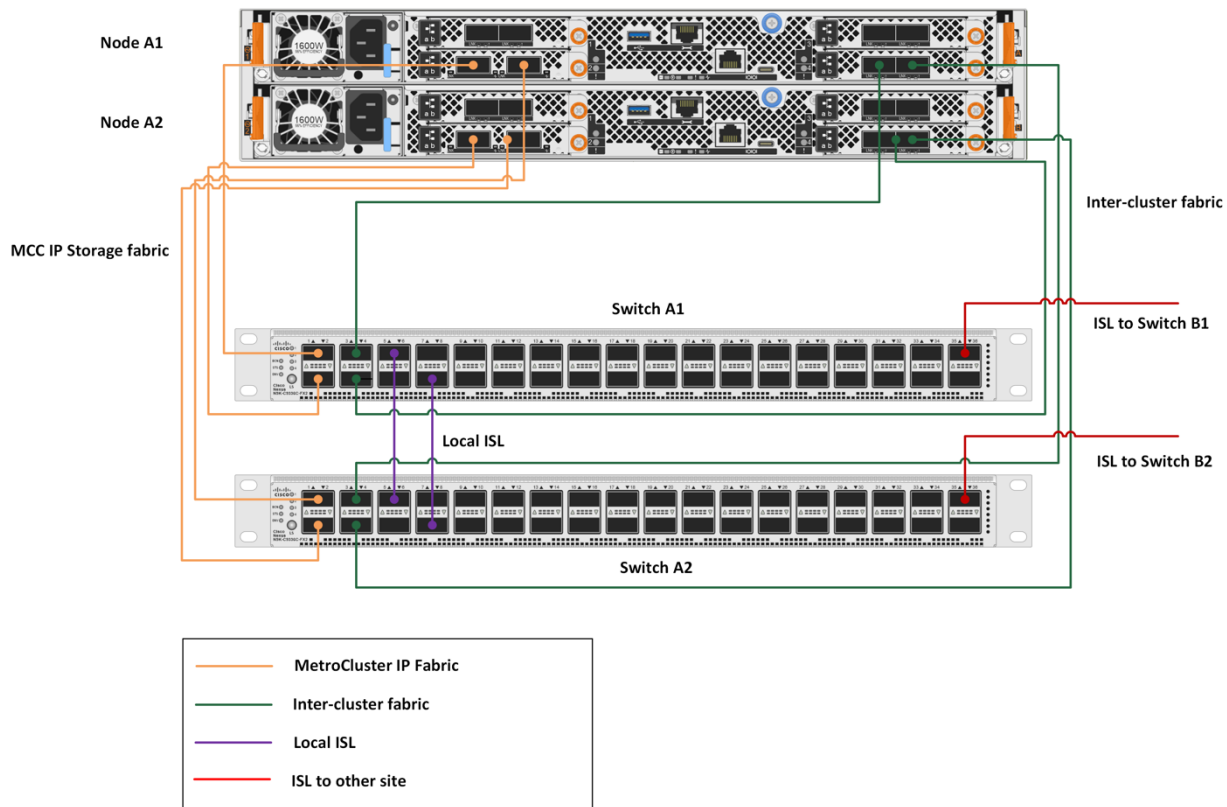 Node A1
1600W
Node A2
1600W
Inter-cluster fabric
MCC IP Storage fabric
Switch A1
ISL to Switch B1
CISCO
Local ISL
ISL to Switch B2
Switch A2
MetroCluster IP Fabric
Inter-cluster fabric
Local ISL
ISL to other site